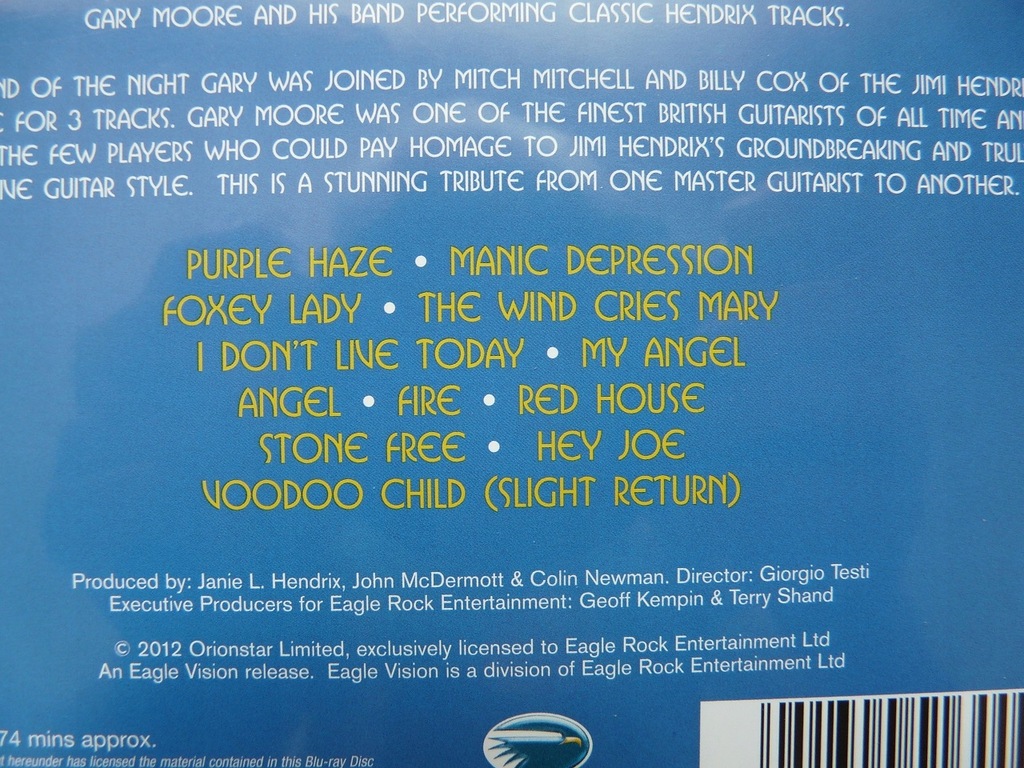 GARY MOORE AND HIS BAND PERFORMING CLASSIC HENDRIX TRACKS.
OF THE NIGHT GARY WAS JOINED BY MITCH MITCHELL AND BILLY COX OF THE JIMI
FOR 3 TRACKS. GARY MOORE WAS ONE OF THE FINEST BRITISH GUITARISTS OF ALL TIME
THE FEW PLAYERS WHO COULD PAY HOMAGE TO JIMI HENDRIX'S GROUNDBREAKING AND
GUITAR STYLE. THIS IS A STUNNING TRIBUTE FROM ONE MASTER GUITARIST TO ANOTHER.
PURPLE HAZE • MANIC DEPRESSION
FOXEY LADY • THE WIND CRIES MARY
I DON'T LIVE TODAY • MY ANGEL
ANGEL • FIRE • RED HOUSE
STONE FREE • HEY JOE
VOODOO CHILD (SLIGHT RETURN)
Produced by: Janie L. Hendrix, John McDermott & Colin Newman. Director: Giorgio Testi
Executive Producers for Eagle Rock Entertainment: Geoff Kempin & Terry Shand
© 2012 Orionstar Limited, exclusively licensed to Eagle Rock Entertainment Ltd
An Eagle Vision release. Eagle Vision is a division of Eagle Rock Entertainment Ltd
74 mins approx.
hereunder has licensed the material contained in this Blu-ray Disc